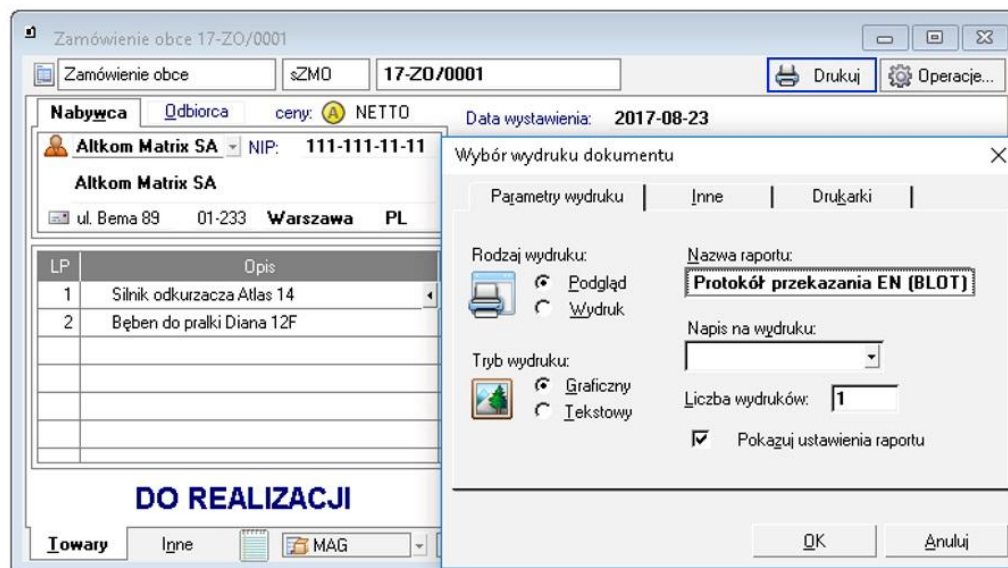 Zamówienie obce 17-ZO/0001
Zamówienie obce sZMO 17-ZO/0001 Drukuj Operacje...
Nabywca Odbiorca ceny: A NETTO Data wystawienia: 2017-08-23
Altkom Matrix SA NIP: 111-111-11-11
Altkom Matrix SA
ul. Bema 89 01-233 Warszawa PL
LP Opis
1 Silnik odkurzacza Atlas 14
2 Bęben do pralki Diana 12F
DO REALIZACJI
Towary Inne MAG
Wybór wydruku dokumentu
Parametry wydruku Inne Drukarki
Rodzaj wydruku:
Podgląd
Wydruk
Nazwa raportu:
Protokół przekazania EN (BLOT)
Napis na wydruku:
Tryb wydruku:
Graficzny
Tekstowy
Liczba wydruków: 1
Pokazuj ustawienia raportu
OK Anuluj